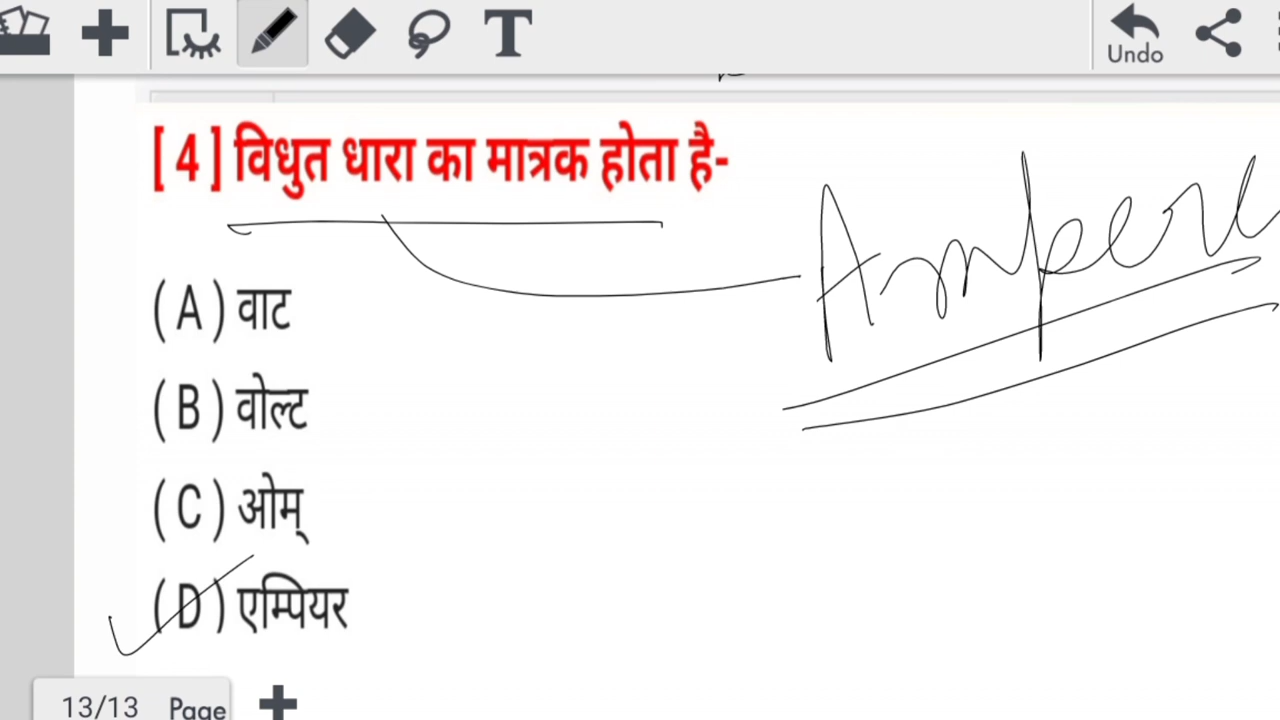 T
Undo
[ 4 ] विधुत धारा का मात्रक होता है-
Ampere
( A ) वाट
( B ) वोल्ट
( C ) ओम्
( D ) एम्पियर
13/13 Page